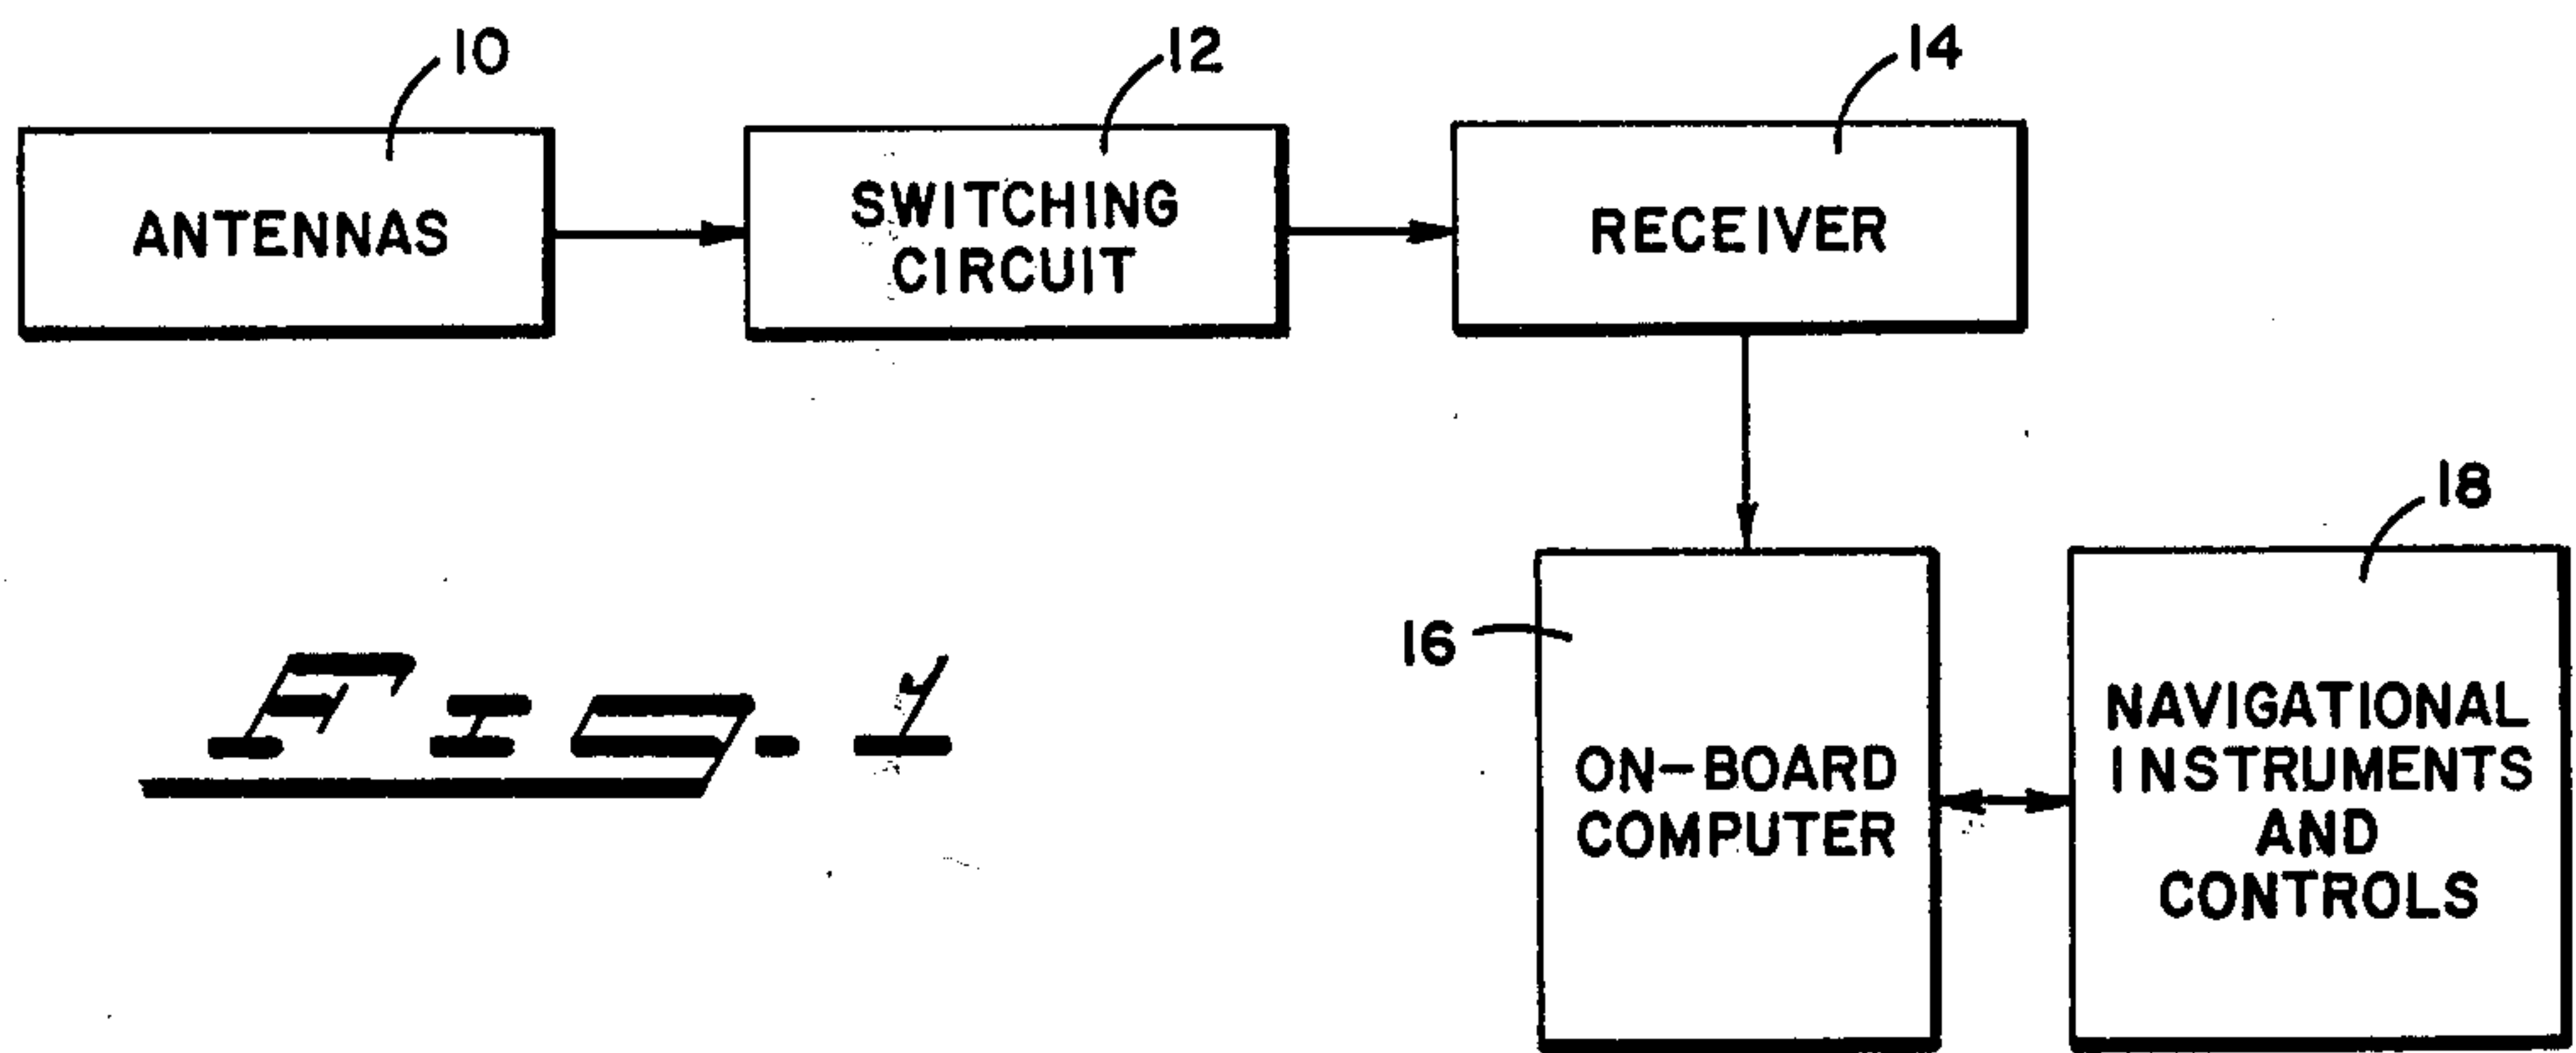 10
12
14
ANTENNAS
SWITCHING
CIRCUIT
RECEIVER
18
16
ON-BOARD
COMPUTER
NAVIGATIONAL
INSTRUMENTS
AND
CONTROLS
FIG. 1